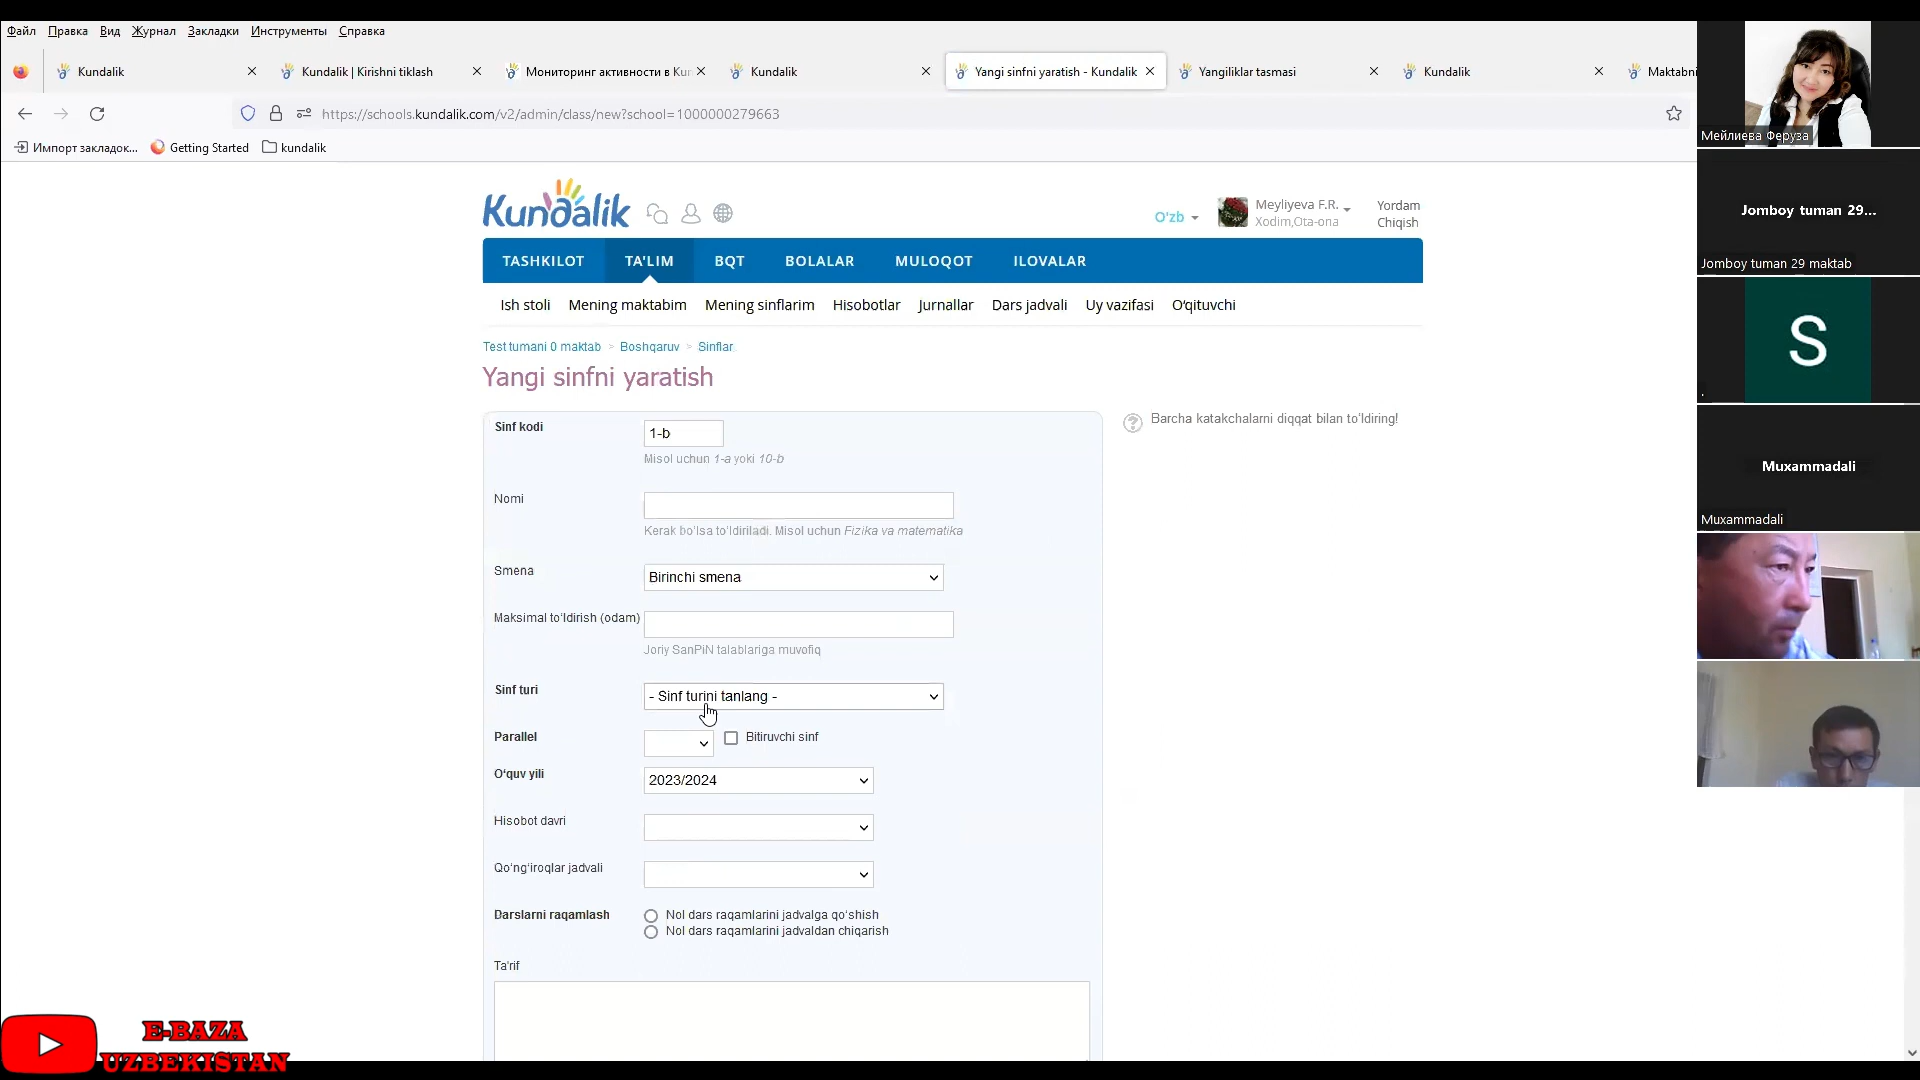 Файл Правка Вид Журнал Закладки Инструменты Справка
Kundalik
Kundalik | Kirishni tiklash
Мониторинг активности в Kun
Kundalik
Yangi sinfni yaratish - Kundalik
Yangiliklar tasmasi
Kundalik
Maktabni
https://schools.kundalik.com/v2/admin/class/new?school=1000000279663
Импорт закладок... Getting Started kundalik
Kundalik
O'zb
Meyliyeva F.R.
Xodim,Ota-ona
Yordam
Chiqish
TASHKILOT TA'LIM BQT BOLALAR MULOQOT ILOVALAR
Ish stoli Mening maktabim Mening sinflarim Hisobotlar Jurnallar Dars jadvali Uy vazifasi O'qituvchi
Test tumani 0 maktab > Boshqaruv > Sinflar
Yangi sinfni yaratish
Sinf kodi
1-b
Misol uchun 1-a yoki 10-b
? Barcha katakchalarni diqqat bilan to'ldiring!
Nomi
Kerak bo'lsa to'ldiriladi. Misol uchun Fizika va matematika
Smena
Birinchi smena
Maksimal to'ldirish (odam)
Joriy SanPiN talablariga muvofiq
Sinf turi
- Sinf turini tanlang -
Parallel
Bitiruvchi sinf
O'quv yili
2023/2024
Hisobot davri
Qo'ng'iroqlar jadvali
Darslarni raqamlash
Nol dars raqamlarini jadvalga qo'shish
Nol dars raqamlarini jadvaldan chiqarish
Ta'rif
E-BAZA
UZBEKISTAN
Мейлиева Феруза
Jomboy tuman 29...
Jomboy tuman 29 maktab
S
.
Muxammadali
Muxammadali